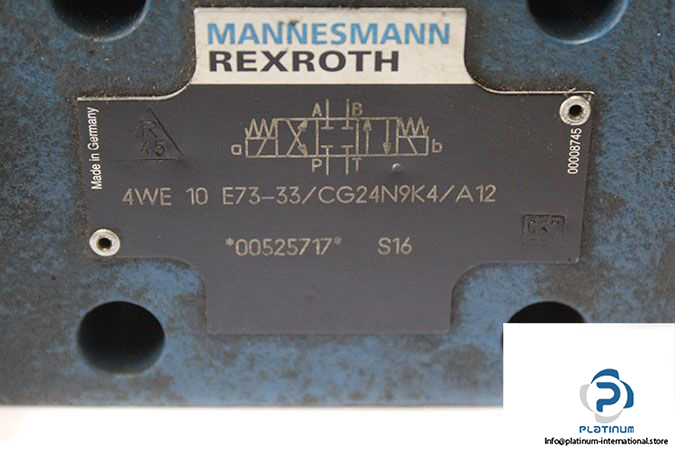 MANNESMANN
REXROTH
Made in Germany
R
45
A B
a
b
P T
00008745
4WE 10 E73-33/CG24N9K4/A12
*00525717* S16
PLATINUM
info@platinum-international.store